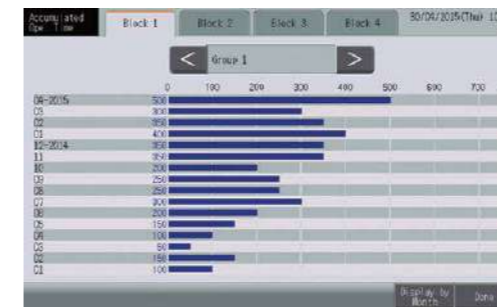 Accumulated
Ope. Time
Block 1
Block 2
Block 3
Block 4
30/04/2015(Thu) 10
<
Group 1
>
0 100 200 300 400 500 600 700
04-2015 500
03 300
02 350
01 400
12-2014 350
11 350
10 200
09 250
08 250
07 300
06 200
05 150
04 100
03 50
02 150
01 100
Display by
Month
Done